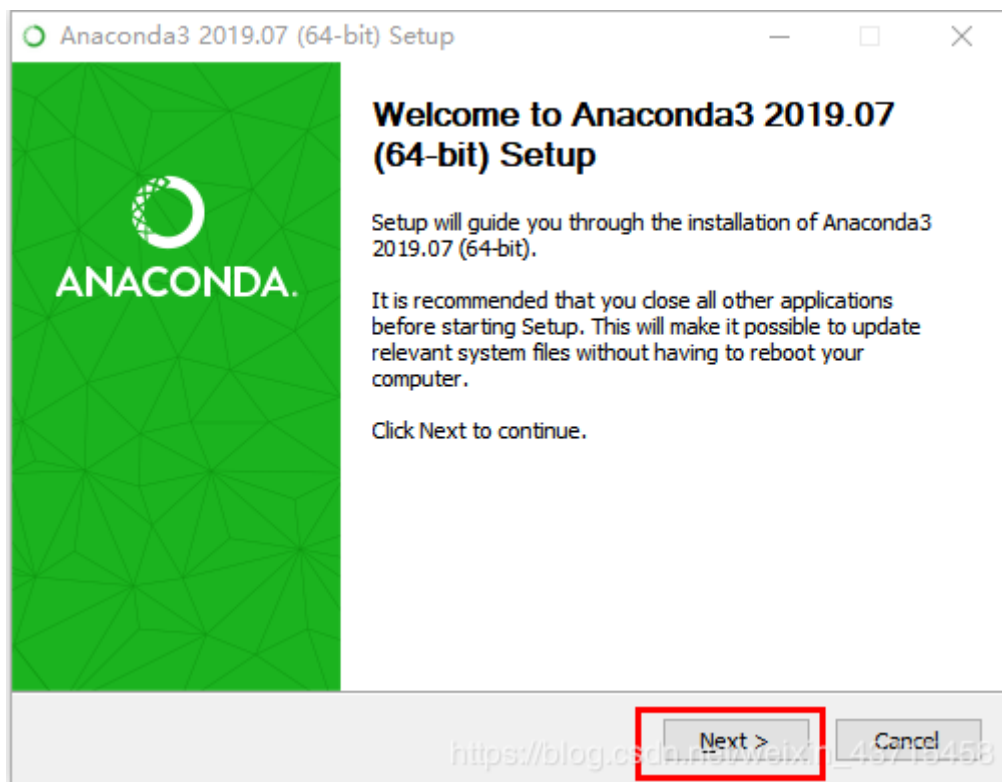 Anaconda3 2019.07 (64-bit) Setup
Welcome to Anaconda3 2019.07
(64-bit) Setup
ANACONDA.
Setup will guide you through the installation of Anaconda3
2019.07 (64-bit).
It is recommended that you close all other applications
before starting Setup. This will make it possible to update
relevant system files without having to reboot your
computer.
Click Next to continue.
Next >
Cancel